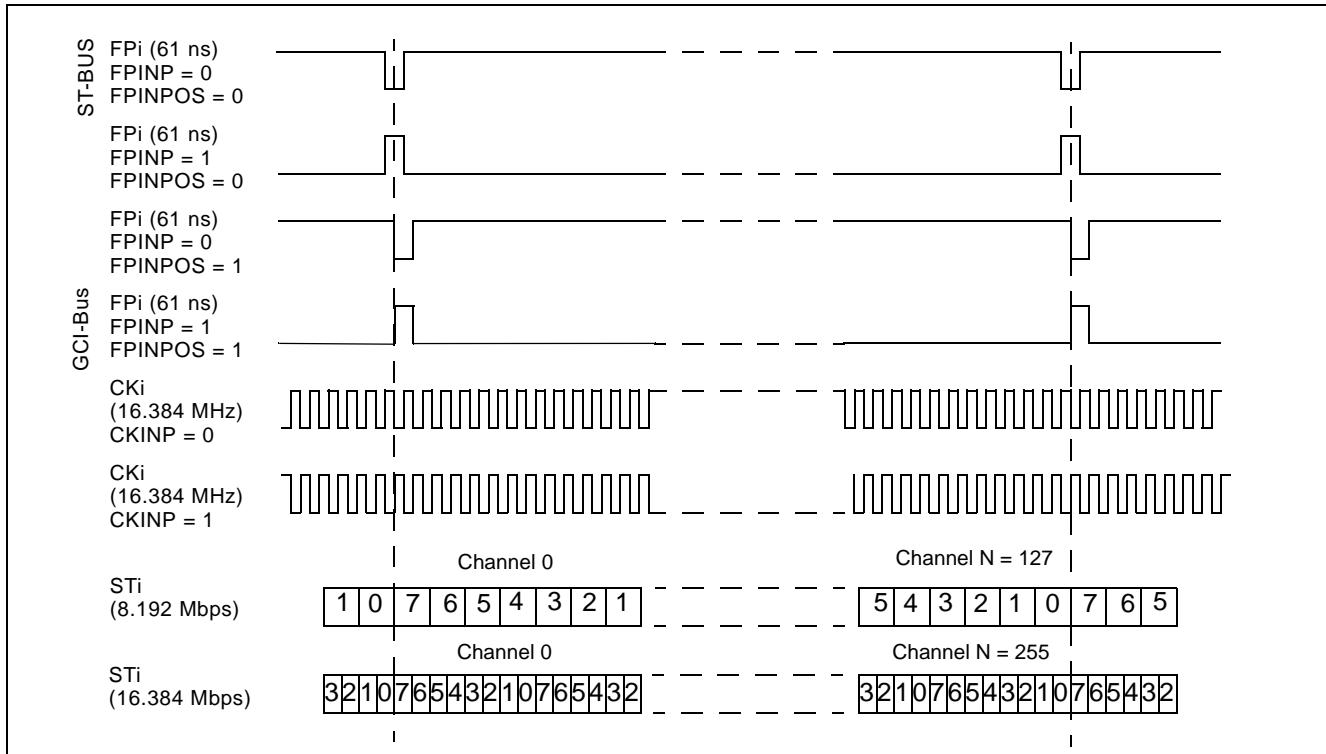 ST-BUS
FPi (61 ns)
FPINP = 0
FPINPOS = 0
FPi (61 ns)
FPINP = 1
FPINPOS = 0
FPi (61 ns)
FPINP = 0
FPINPOS = 1
GCI-Bus
FPi (61 ns)
FPINP = 1
FPINPOS = 1
CKi
(16.384 MHz)
CKINP = 0
CKi
(16.384 MHz)
CKINP = 1
Channel 0
Channel N = 127
STi
(8.192 Mbps)
1 0 7 6 5 4 3 2 1
5 4 3 2 1 0 7 6 5
Channel 0
Channel N = 255
STi
(16.384 Mbps)
3 2 1 0 7 6 5 4 3 2 1 0 7 6 5 4 3 2
3 2 1 0 7 6 5 4 3 2 1 0 7 6 5 4 3 2